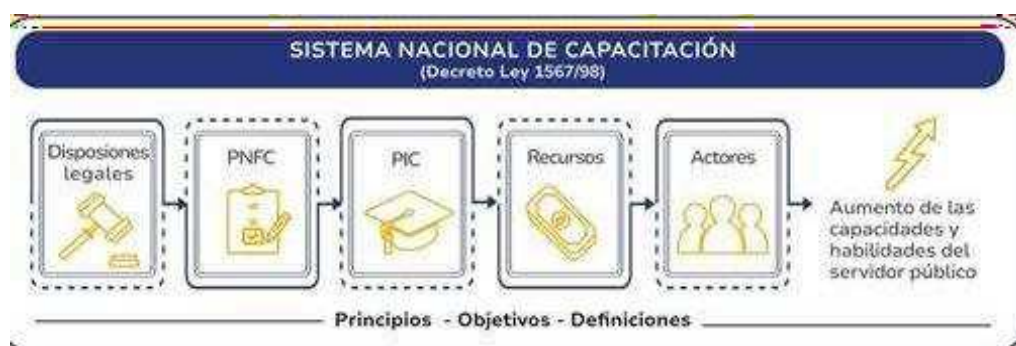 SISTEMA NACIONAL DE CAPACITACIÓN
(Decreto Ley 1567/98)
Disposiones
legales
PNFC
PIC
Recursos
Actores
Aumento de las
capacidades y
habilidades del
servidor público
Principios - Objetivos - Definiciones